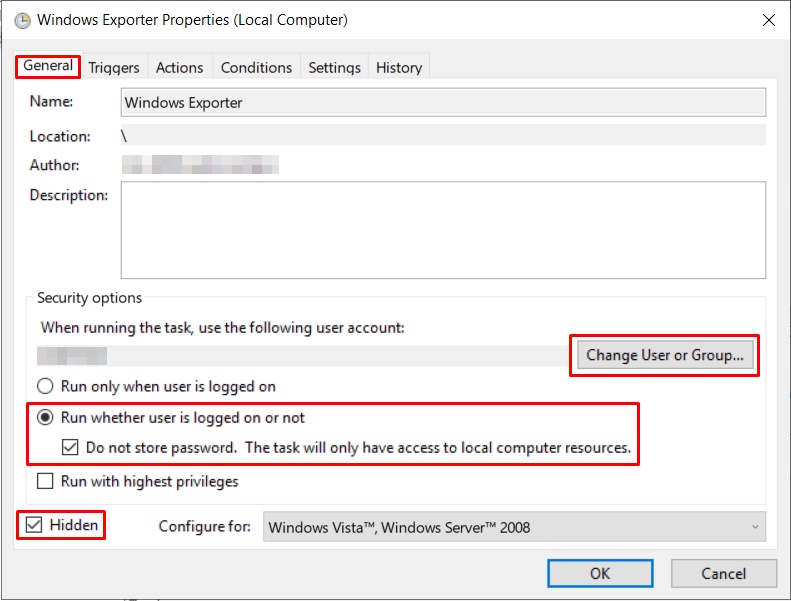 Windows Exporter Properties (Local Computer)
General Triggers Actions Conditions Settings History
Name: Windows Exporter
Location: \
Author:
Description:
Security options
When running the task, use the following user account:
Change User or Group...
Run only when user is logged on
Run whether user is logged on or not
Do not store password. The task will only have access to local computer resources.
Run with highest privileges
Hidden Configure for: Windows Vista™, Windows Server™ 2008
OK Cancel